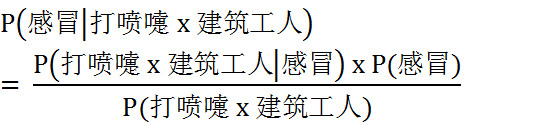 P(感冒|打喷嚏 x 建筑工人)
= P(打喷嚏 x 建筑工人|感冒) x P(感冒)
P(打喷嚏 x 建筑工人)